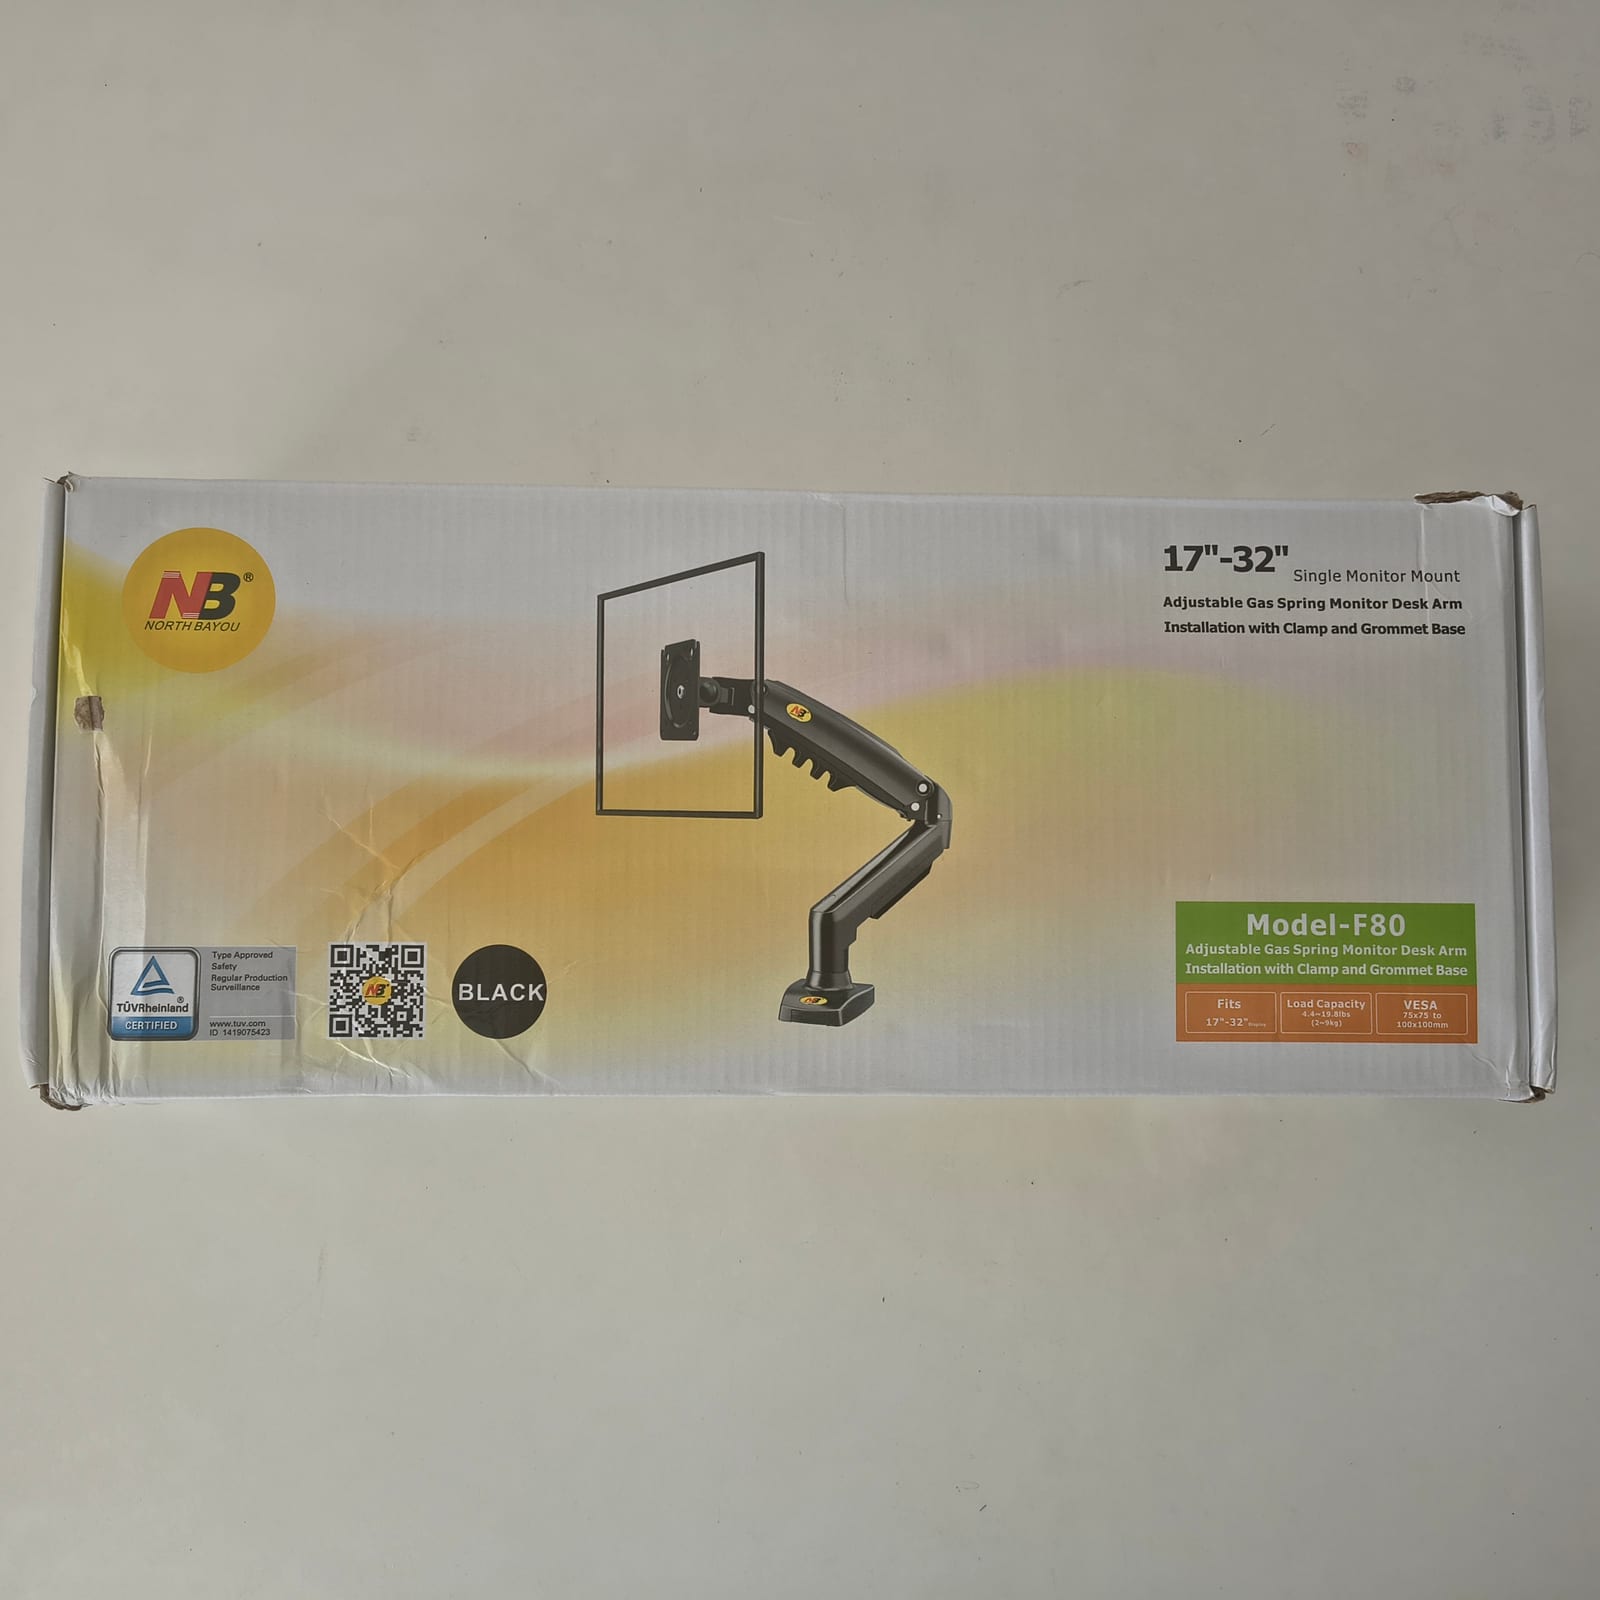 NB®
NORTH BAYOU
17"-32" Single Monitor Mount
Adjustable Gas Spring Monitor Desk Arm
Installation with Clamp and Grommet Base
NB
NB
TÜVRheinland®
CERTIFIED
Type Approved
Safety
Regular Production
Surveillance
www.tuv.com
ID 1419075423
NB
BLACK
Model-F80
Adjustable Gas Spring Monitor Desk Arm
Installation with Clamp and Grommet Base
Fits
17"-32" Display
Load Capacity
4.4~19.8lbs
(2~9kg)
VESA
75x75 to
100x100mm